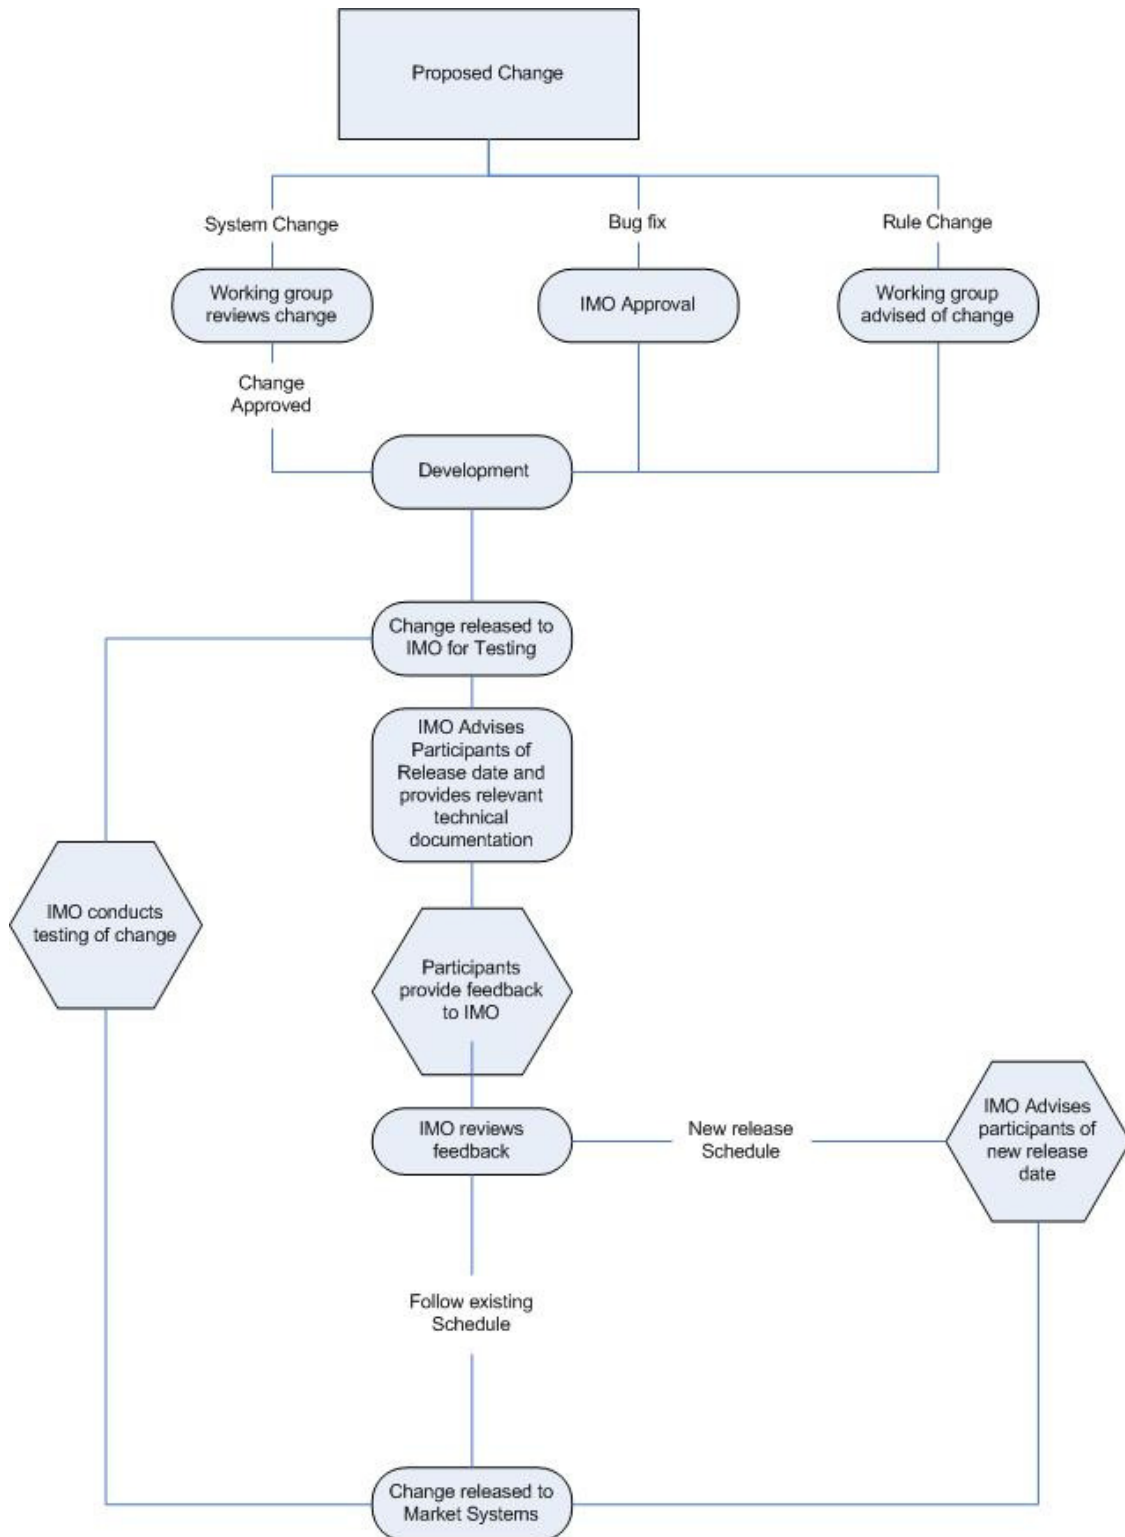 Proposed Change
System Change
Bug fix
Rule Change
Working group
reviews change
IMO Approval
Working group
advised of change
Change
Approved
Development
Change released to
IMO for Testing
IMO Advises
Participants of
Release date and
provides relevant
technical
documentation
IMO conducts
testing of change
Participants
provide feedback
to IMO
IMO reviews
feedback
New release
Schedule
IMO Advises
participants of
new release
date
Follow existing
Schedule
Change released to
Market Systems